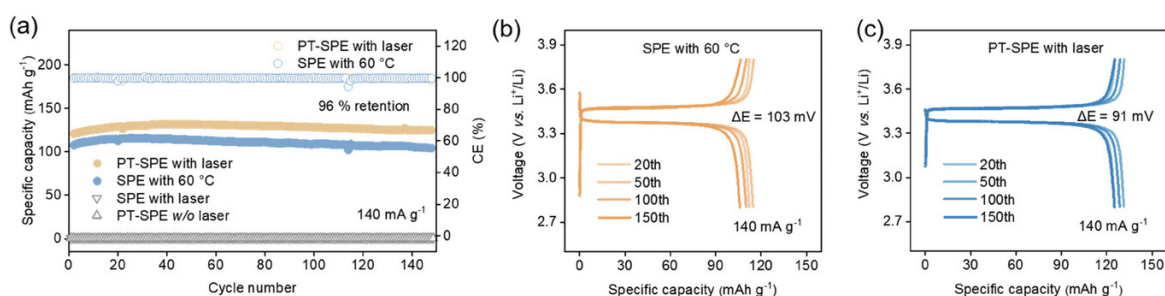 (a)
PT-SPE with laser
SPE with 60 °C
96 % retention
PT-SPE with laser
SPE with 60 °C
SPE with laser
PT-SPE w/o laser
140 mA g⁻¹
Specific capacity (mAh g⁻¹)
200
150
100
50
0
CE (%)
120
100
80
60
40
20
0
0 20 40 60 80 100 120 140
Cycle number
(b)
SPE with 60 °C
ΔE = 103 mV
20th
50th
100th
150th
140 mA g⁻¹
Voltage (V vs. Li⁺/Li)
3.9
3.6
3.3
3.0
2.7
0 30 60 90 120 150
Specific capacity (mAh g⁻¹)
(c)
PT-SPE with laser
ΔE = 91 mV
20th
50th
100th
150th
140 mA g⁻¹
Voltage (V vs. Li⁺/Li)
3.9
3.6
3.3
3.0
2.7
0 30 60 90 120 150
Specific capacity (mAh g⁻¹)